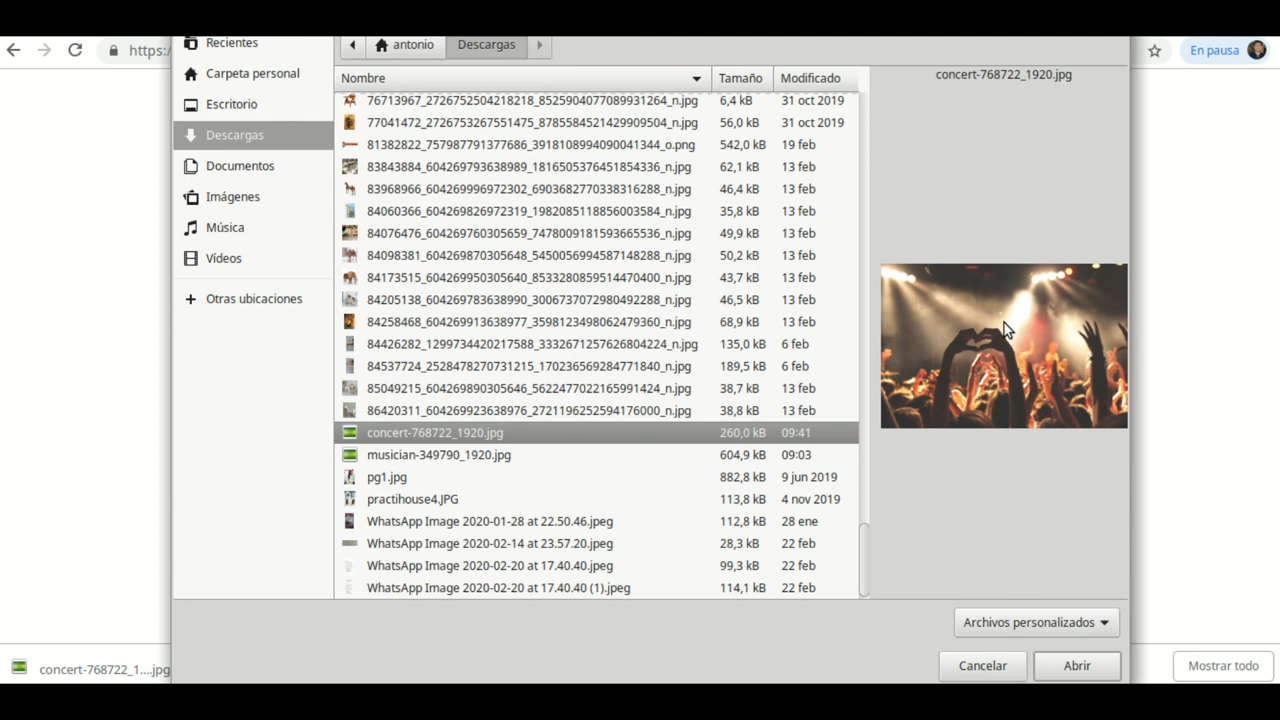 https:
En pausa
Recientes
Carpeta personal
Escritorio
Descargas
Documentos
Imágenes
Música
Vídeos
Otras ubicaciones
antonio
Descargas
Nombre Tamaño Modificado
76713967_2726752504218218_8525904077089931264_n.jpg 6,4 kB 31 oct 2019
77041472_2726753267551475_8785584521429909504_n.jpg 56,0 kB 31 oct 2019
81382822_757987791377686_3918108994090041344_o.png 542,0 kB 19 feb
83843884_604269793638989_1816505376451854336_n.jpg 62,1 kB 13 feb
83968966_604269996972302_6903682770338316288_n.jpg 46,4 kB 13 feb
84060366_604269826972319_1982085118856003584_n.jpg 35,8 kB 13 feb
84076476_604269760305659_7478009181593665536_n.jpg 49,9 kB 13 feb
84098381_604269870305648_5450056994587148288_n.jpg 50,2 kB 13 feb
84173515_604269950305640_8533280859514470400_n.jpg 43,7 kB 13 feb
84205138_604269783638990_3006737072980492288_n.jpg 46,5 kB 13 feb
84258468_604269913638977_3598123498062479360_n.jpg 68,9 kB 13 feb
84426282_1299734420217588_3332671257626804224_n.jpg 135,0 kB 6 feb
84537724_2528478270731215_170236569284771840_n.jpg 189,5 kB 6 feb
85049215_604269890305646_5622477022165991424_n.jpg 38,7 kB 13 feb
86420311_604269923638976_2721196252594176000_n.jpg 38,8 kB 13 feb
concert-768722_1920.jpg 260,0 kB 09:41
musician-349790_1920.jpg 604,9 kB 09:03
pg1.jpg 882,8 kB 9 jun 2019
practihouse4.JPG 113,8 kB 4 nov 2019
WhatsApp Image 2020-01-28 at 22.50.46.jpeg 112,8 kB 28 ene
WhatsApp Image 2020-02-14 at 23.57.20.jpeg 28,3 kB 22 feb
WhatsApp Image 2020-02-20 at 17.40.40.jpeg 99,3 kB 22 feb
WhatsApp Image 2020-02-20 at 17.40.40 (1).jpeg 114,1 kB 22 feb
concert-768722_1920.jpg
Archivos personalizados
Cancelar
Abrir
concert-768722_1....jpg
Mostrar todo